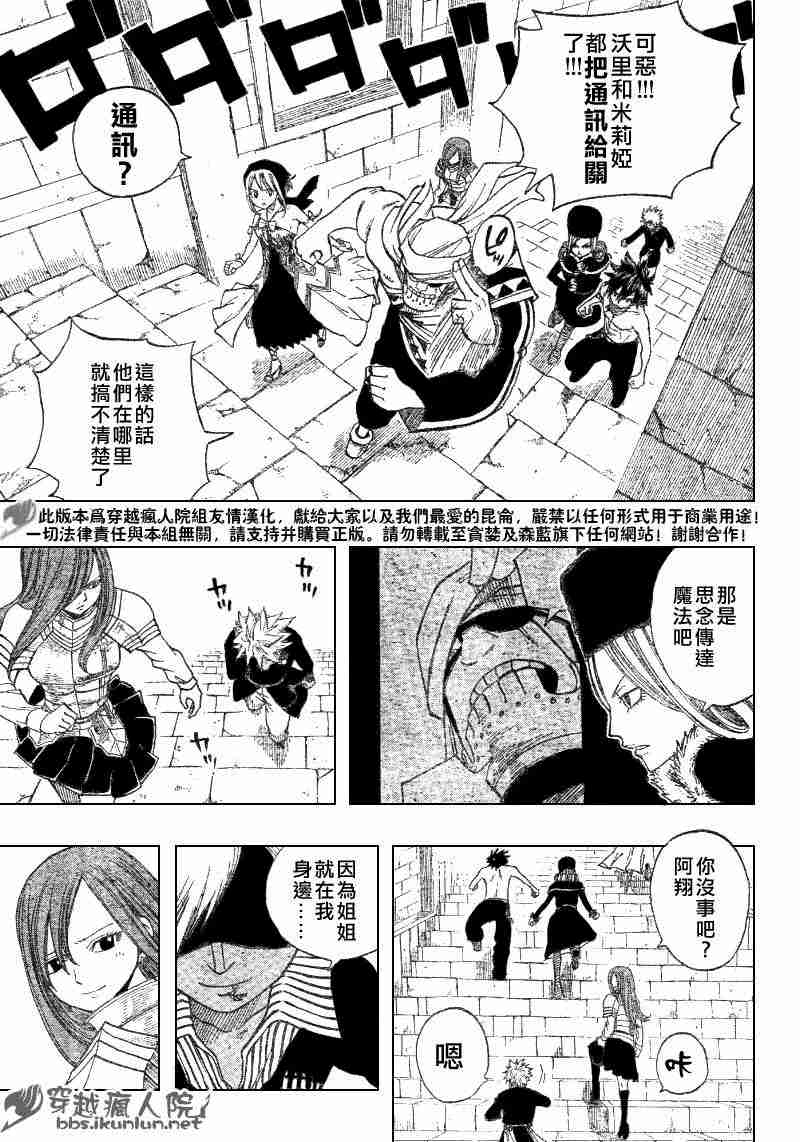 可惡!!!
沃里和米莉婭
都把通訊給關
了!!!
通訊？
這樣的話
他們在哪里
就搞不清楚了
此版本爲穿越瘋人院組友情漢化，獻給大家以及我們最愛的昆侖，嚴禁以任何形式用于商業用途！
一切法律責任與本組無關，請支持并購買正版。請勿轉載至貪婪及森藍旗下任何網站！謝謝合作！
那是
思念傳達
魔法吧
ヤッ
ヤッ
你沒事吧？
阿翔
咔
嗯
因為姐姐
就在我
身邊……
穿越瘋人院
bbs.ikunlun.net